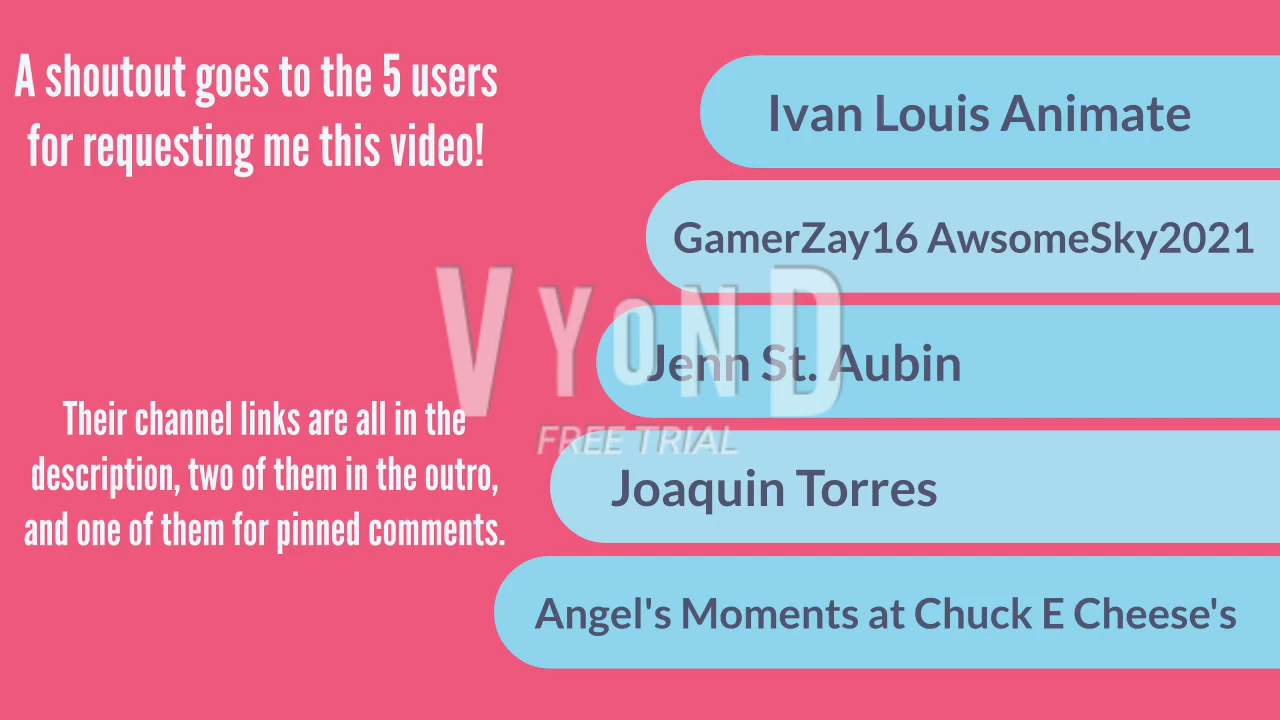 A shoutout goes to the 5 users
for requesting me this video!
Their channel links are all in the
description, two of them in the outro,
and one of them for pinned comments.
Ivan Louis Animate
GamerZay16 AwsomeSky2021
Jenn St. Aubin
Joaquin Torres
Angel's Moments at Chuck E Cheese's
VYOND
FREE TRIAL